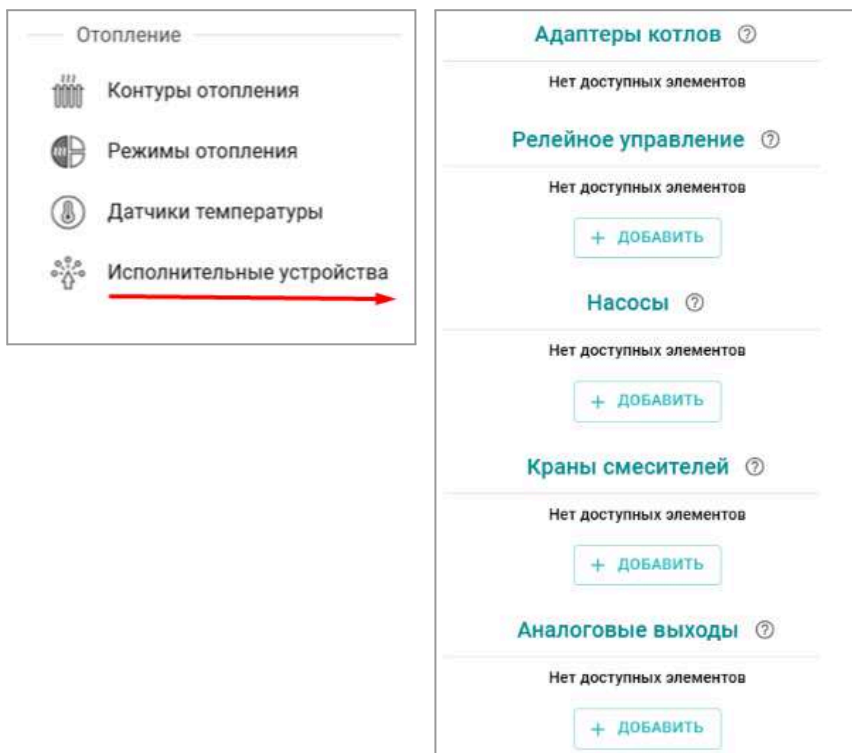 Отопление
Контуры отопления
Режимы отопления
Датчики температуры
Исполнительные устройства
Адаптеры котлов ?
Нет доступных элементов
Релейное управление ?
Нет доступных элементов
+ ДОБАВИТЬ
Насосы ?
Нет доступных элементов
+ ДОБАВИТЬ
Краны смесителей ?
Нет доступных элементов
+ ДОБАВИТЬ
Аналоговые выходы ?
Нет доступных элементов
+ ДОБАВИТЬ